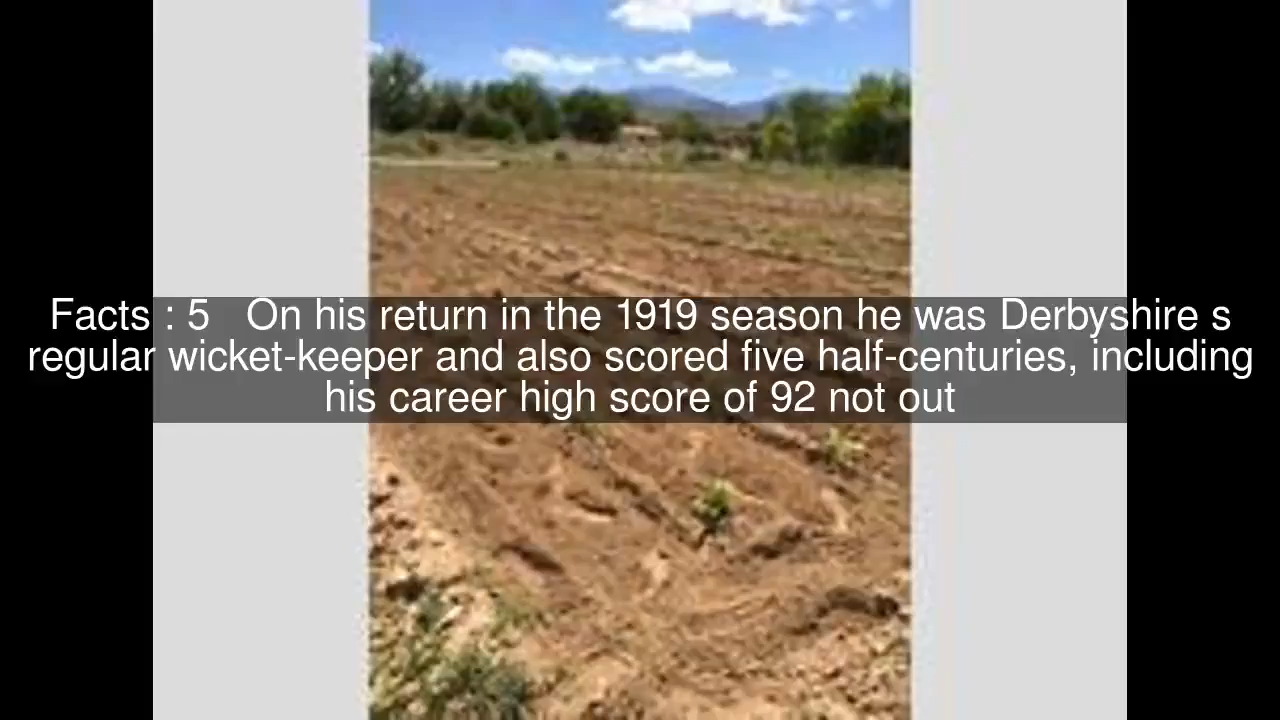 Facts : 5   On his return in the 1919 season he was Derbyshire s
regular wicket-keeper and also scored five half-centuries, including
his career high score of 92 not out